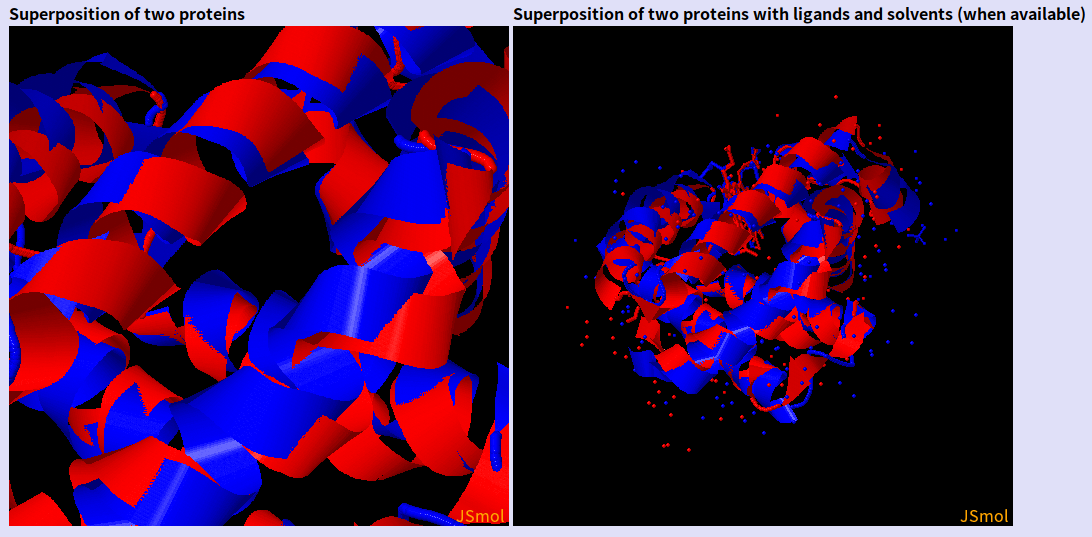 Superposition of two proteins
Superposition of two proteins with ligands and solvents (when available)
JSmol
JSmol